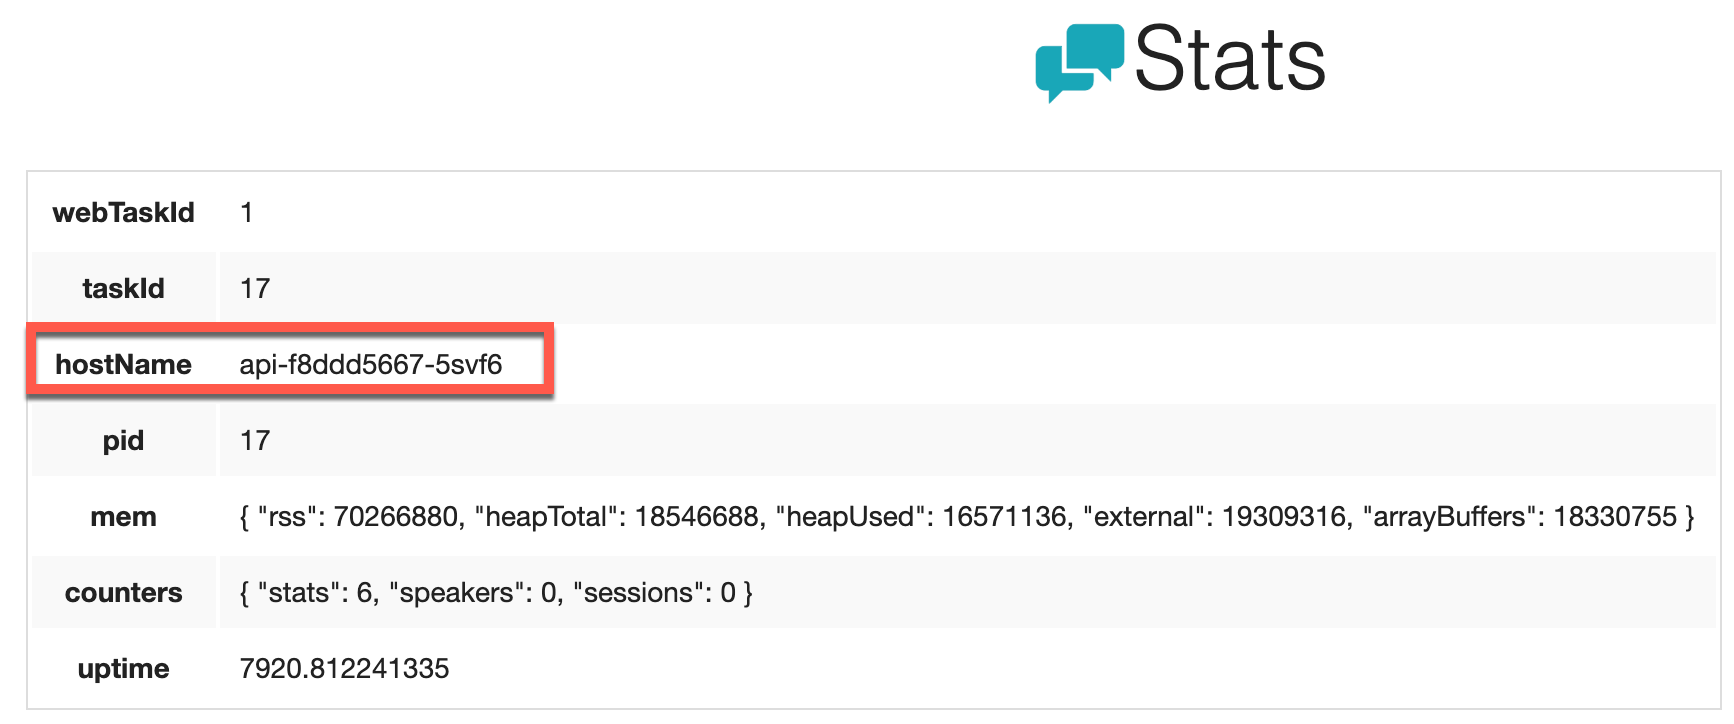 Stats
webTaskId 1
taskId 17
hostName api-f8ddd5667-5svf6
pid 17
mem { "rss": 70266880, "heapTotal": 18546688, "heapUsed": 16571136, "external": 19309316, "arrayBuffers": 18330755 }
counters { "stats": 6, "speakers": 0, "sessions": 0 }
uptime 7920.812241335